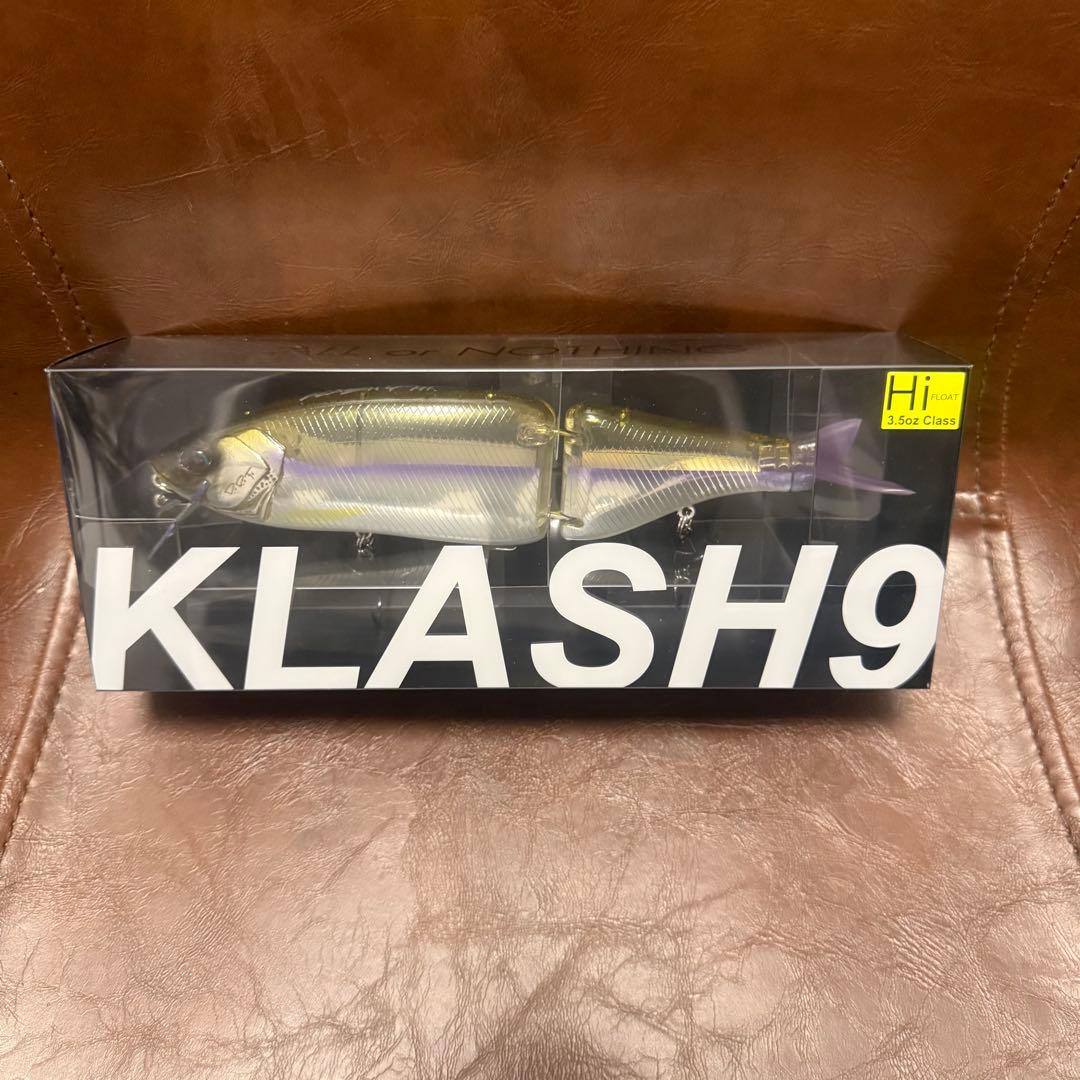 ALL or NOTHING
Hi FLOAT
3.5oz Class
KLASH9